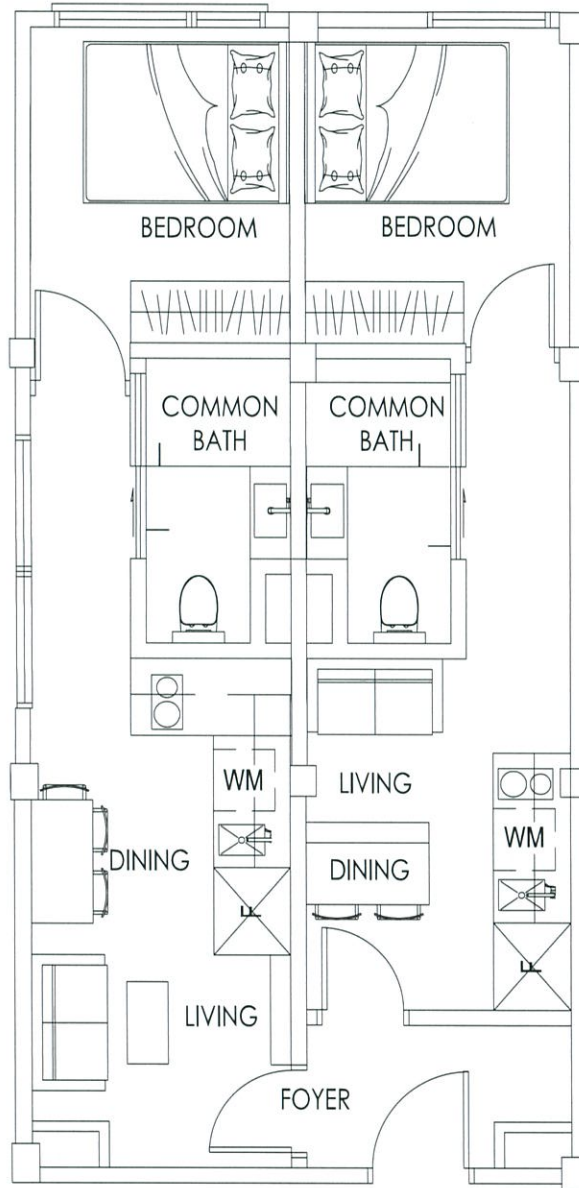 BEDROOM
BEDROOM
COMMON
BATH
COMMON
BATH
WM
LIVING
WM
DINING
DINING
F
F
LIVING
FOYER